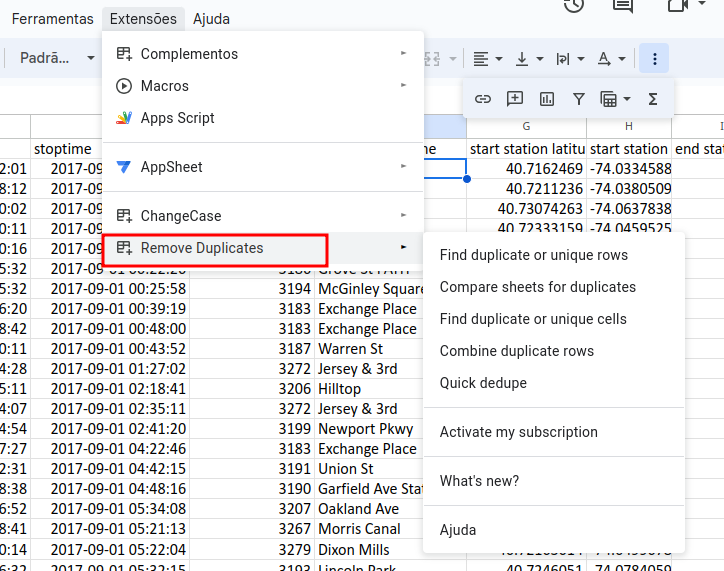 Ferramentas Extensões Ajuda
Padrã...
Complementos
Macros
Apps Script
AppSheet
ChangeCase
Remove Duplicates
Find duplicate or unique rows
Compare sheets for duplicates
Find duplicate or unique cells
Combine duplicate rows
Quick dedupe
Activate my subscription
What's new?
Ajuda
G H I
stoptime me start station latitu start station end stat
2:01 2017-09 40.7162469 -74.0334588
8:12 2017-09 40.7211236 -74.0380509
0:02 2017-09 40.73074263 -74.0637838
0:11 2017-09 40.72333159 -74.0459525
0:16 2017-09
5:32 2017-09-01 00:22:20 3186 Grove St PATH
5:32 2017-09-01 00:25:58 3194 McGinley Square
6:20 2017-09-01 00:39:19 3183 Exchange Place
8:42 2017-09-01 00:48:00 3183 Exchange Place
0:11 2017-09-01 00:43:52 3187 Warren St
4:28 2017-09-01 01:27:02 3272 Jersey & 3rd
5:11 2017-09-01 02:18:41 3206 Hilltop
4:07 2017-09-01 02:35:11 3272 Jersey & 3rd
4:54 2017-09-01 02:41:20 3199 Newport Pkwy
7:27 2017-09-01 04:22:46 3183 Exchange Place
2:31 2017-09-01 04:42:15 3191 Union St
8:38 2017-09-01 04:48:16 3190 Garfield Ave Stat
6:52 2017-09-01 05:34:08 3207 Oakland Ave
8:41 2017-09-01 05:21:13 3267 Morris Canal
0:14 2017-09-01 05:22:04 3279 Dixon Mills
2017-09-01 05:32:15 3193 Lincoln Park 40.7246051 -74.0784059